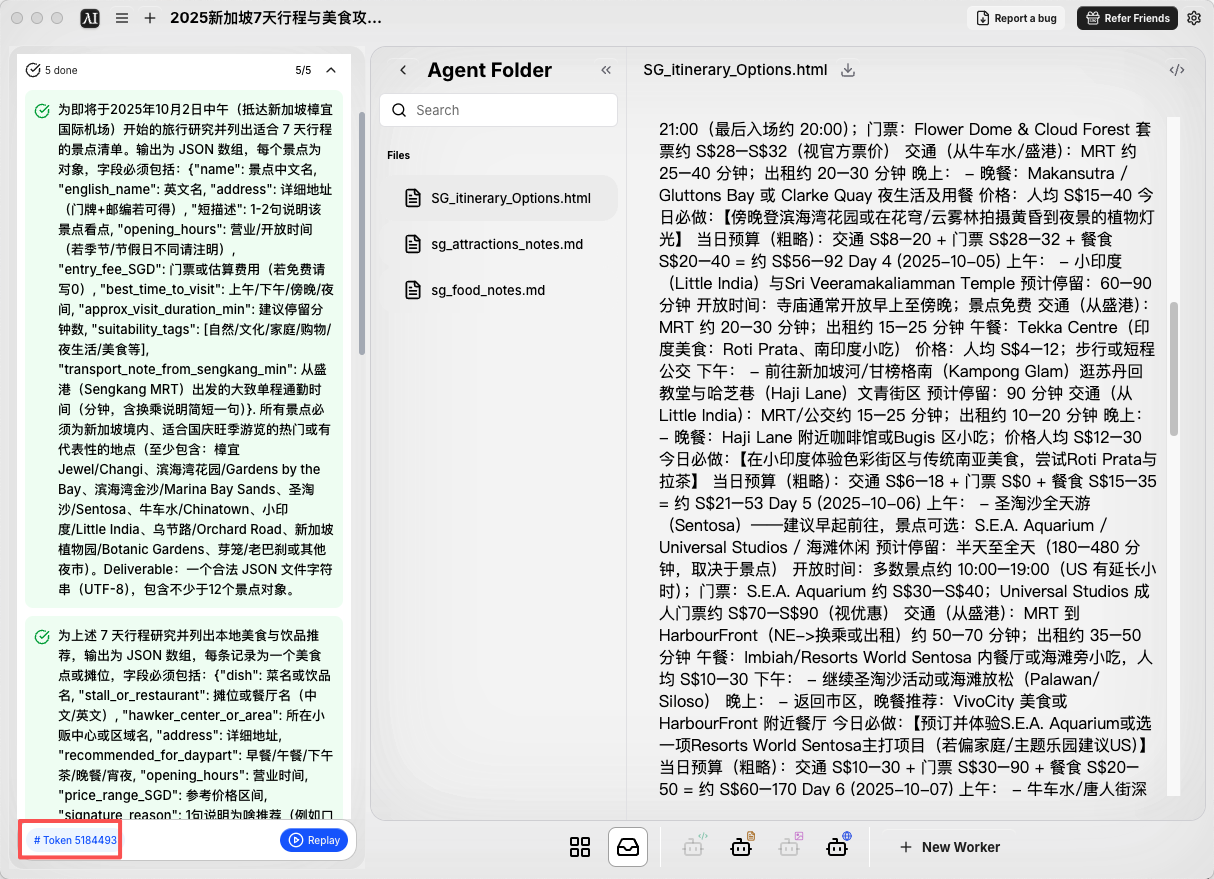 2025新加坡7天行程与美食攻...
Report a bug
Refer Friends
5 done
5/5
为即将于2025年10月2日中午（抵达新加坡樟宜
国际机场）开始的旅行研究并列出适合 7 天行程
的景点清单。输出为 JSON 数组，每个景点为
对象，字段必须包括：{"name": 景点中文名,
"english_name": 英文名, "address": 详细地址
（门牌+邮编若可得）, "短描述": 1-2句说明该
景点看点, "opening_hours": 营业/开放时间
（若季节/节假日不同请注明）,
"entry_fee_SGD": 门票或估算费用（若免费请
写0）, "best_time_to_visit": 上午/下午/傍晚/夜
间, "approx_visit_duration_min": 建议停留分
钟数, "suitability_tags": [自然/文化/家庭/购物/
夜生活/美食等],
"transport_note_from_sengkang_min": 从盛
港（Sengkang MRT）出发的大致单程通勤时
间（分钟，含换乘说明简短一句）}. 所有景点必
须为新加坡境内、适合国庆旺季游览的热门或有
代表性的地点（至少包含：樟宜
Jewel/Changi、滨海湾花园/Gardens by the
Bay、滨海湾金沙/Marina Bay Sands、圣淘
沙/Sentosa、牛车水/Chinatown、小印
度/Little India、乌节路/Orchard Road、新加坡
植物园/Botanic Gardens、芽笼/老巴刹或其他
夜市）。Deliverable：一个合法 JSON 文件字符
串（UTF-8），包含不少于12个景点对象。
为上述 7 天行程研究并列出本地美食与饮品推
荐，输出为 JSON 数组，每条记录为一个美食
点或摊位，字段必须包括：{"dish": 菜名或饮品
名, "stall_or_restaurant": 摊位或餐厅名（中
文/英文）, "hawker_center_or_area": 所在小
贩中心或区域名, "address": 详细地址,
"recommended_for_daypart": 早餐/午餐/下午
茶/晚餐/宵夜, "opening_hours": 营业时间,
"price_range_SGD": 参考价格区间,
"signature_reason": 1句说明为啥推荐（例如口
# Token 5184493
Replay
Agent Folder
Search
Files
SG_itinerary_Options.html
sg_attractions_notes.md
sg_food_notes.md
SG_itinerary_Options.html
21:00（最后入场约 20:00）；门票：Flower Dome & Cloud Forest 套
票约 S$28–S$32（视官方票价） 交通（从牛车水/盛港）：MRT 约
25–40 分钟；出租约 20–30 分钟 晚上： - 晚餐：Makansutra /
Gluttons Bay 或 Clarke Quay 夜生活及用餐 价格：人均 S$15–40 今
日必做：【傍晚登滨海湾花园或在花穹/云雾林拍摄黄昏到夜景的植物灯
光】 当日预算（粗略）：交通 S$8–20 + 门票 S$28–32 + 餐食
S$20–40 = 约 S$56–92 Day 4 (2025-10-05) 上午： - 小印度
（Little India）与Sri Veeramakaliamman Temple 预计停留：60–90
分钟 开放时间：寺庙通常开放早上至傍晚；景点免费 交通（从盛港）：
MRT 约 20–30 分钟；出租约 15–25 分钟 午餐：Tekka Centre（印
度美食：Roti Prata、南印度小吃） 价格：人均 S$4–12；步行或短程
公交 下午： - 前往新加坡河/甘榜格南（Kampong Glam）逛苏丹回
教堂与哈芝巷（Haji Lane）文青街区 预计停留：90 分钟 交通（从
Little India）：MRT/公交约 15–25 分钟；出租约 10–20 分钟 晚上：
- 晚餐：Haji Lane 附近咖啡馆或Bugis 区小吃；价格人均 S$12–30
今日必做：【在小印度体验色彩街区与传统南亚美食，尝试Roti Prata与
拉茶】 当日预算（粗略）：交通 S$6–18 + 门票 S$0 + 餐食 S$15–35
= 约 S$21–53 Day 5 (2025-10-06) 上午： - 圣淘沙全天游
（Sentosa）——建议早起前往，景点可选：S.E.A. Aquarium /
Universal Studios / 海滩休闲 预计停留：半天至全天（180–480 分
钟，取决于景点） 开放时间：多数景点约 10:00–19:00（US 有延长小
时）；门票：S.E.A. Aquarium 约 S$30–S$40；Universal Studios 成
人门票约 S$70–S$90（视优惠） 交通（从盛港）：MRT 到
HarbourFront（NE->换乘或出租）约 50–70 分钟；出租约 35–50
分钟 午餐：Imbiah/Resorts World Sentosa 内餐厅或海滩旁小吃，人
均 S$10–30 下午： - 继续圣淘沙活动或海滩放松（Palawan/
Siloso） 晚上： - 返回市区，晚餐推荐：VivoCity 美食或
HarbourFront 附近餐厅 今日必做：【预订并体验S.E.A. Aquarium或选
一项Resorts World Sentosa主打项目（若偏家庭/主题乐园建议US）】
当日预算（粗略）：交通 S$10–30 + 门票 S$30–90 + 餐食 S$20–
50 = 约 S$60–170 Day 6 (2025-10-07) 上午： - 牛车水/唐人街深
New Worker